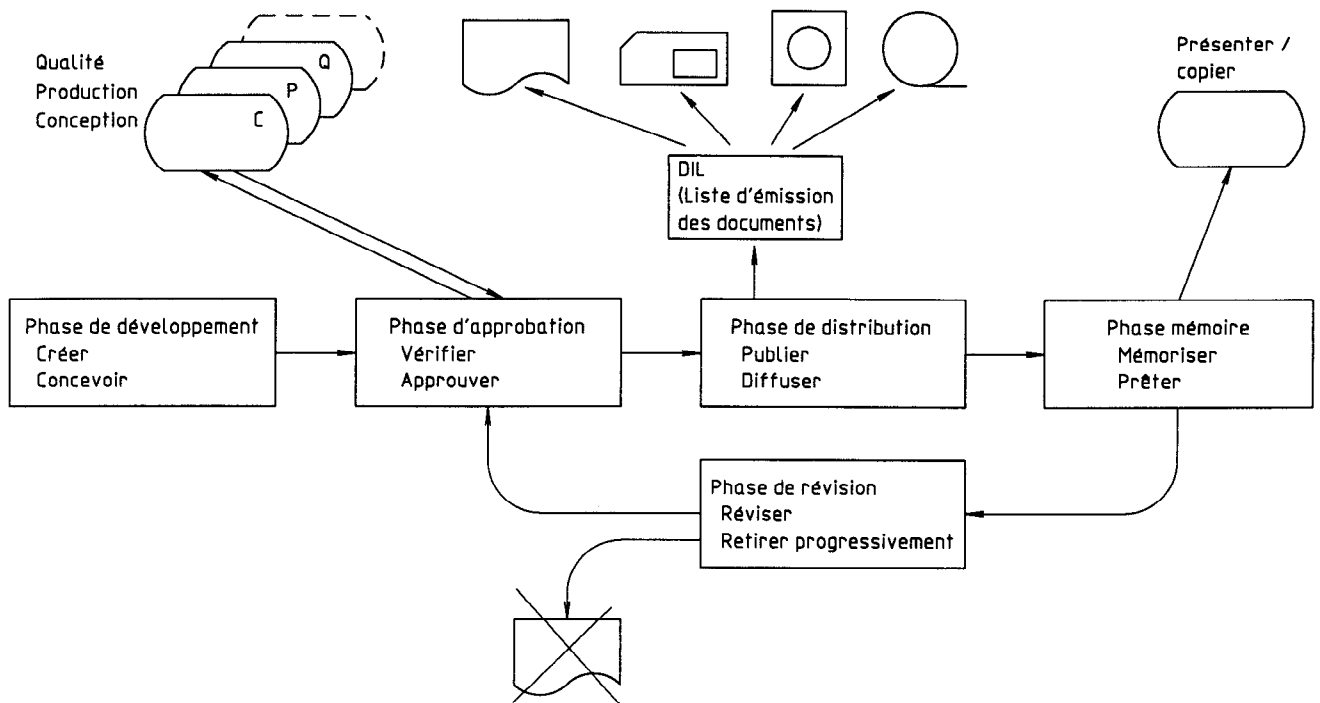 Qualité
Production
Conception
Q
P
C
Présenter /
copier
DIL
(Liste d'émission
des documents)
Phase de développement
Créer
Concevoir
Phase d'approbation
Vérifier
Approuver
Phase de distribution
Publier
Diffuser
Phase mémoire
Mémoriser
Prêter
Phase de révision
Réviser
Retirer progressivement